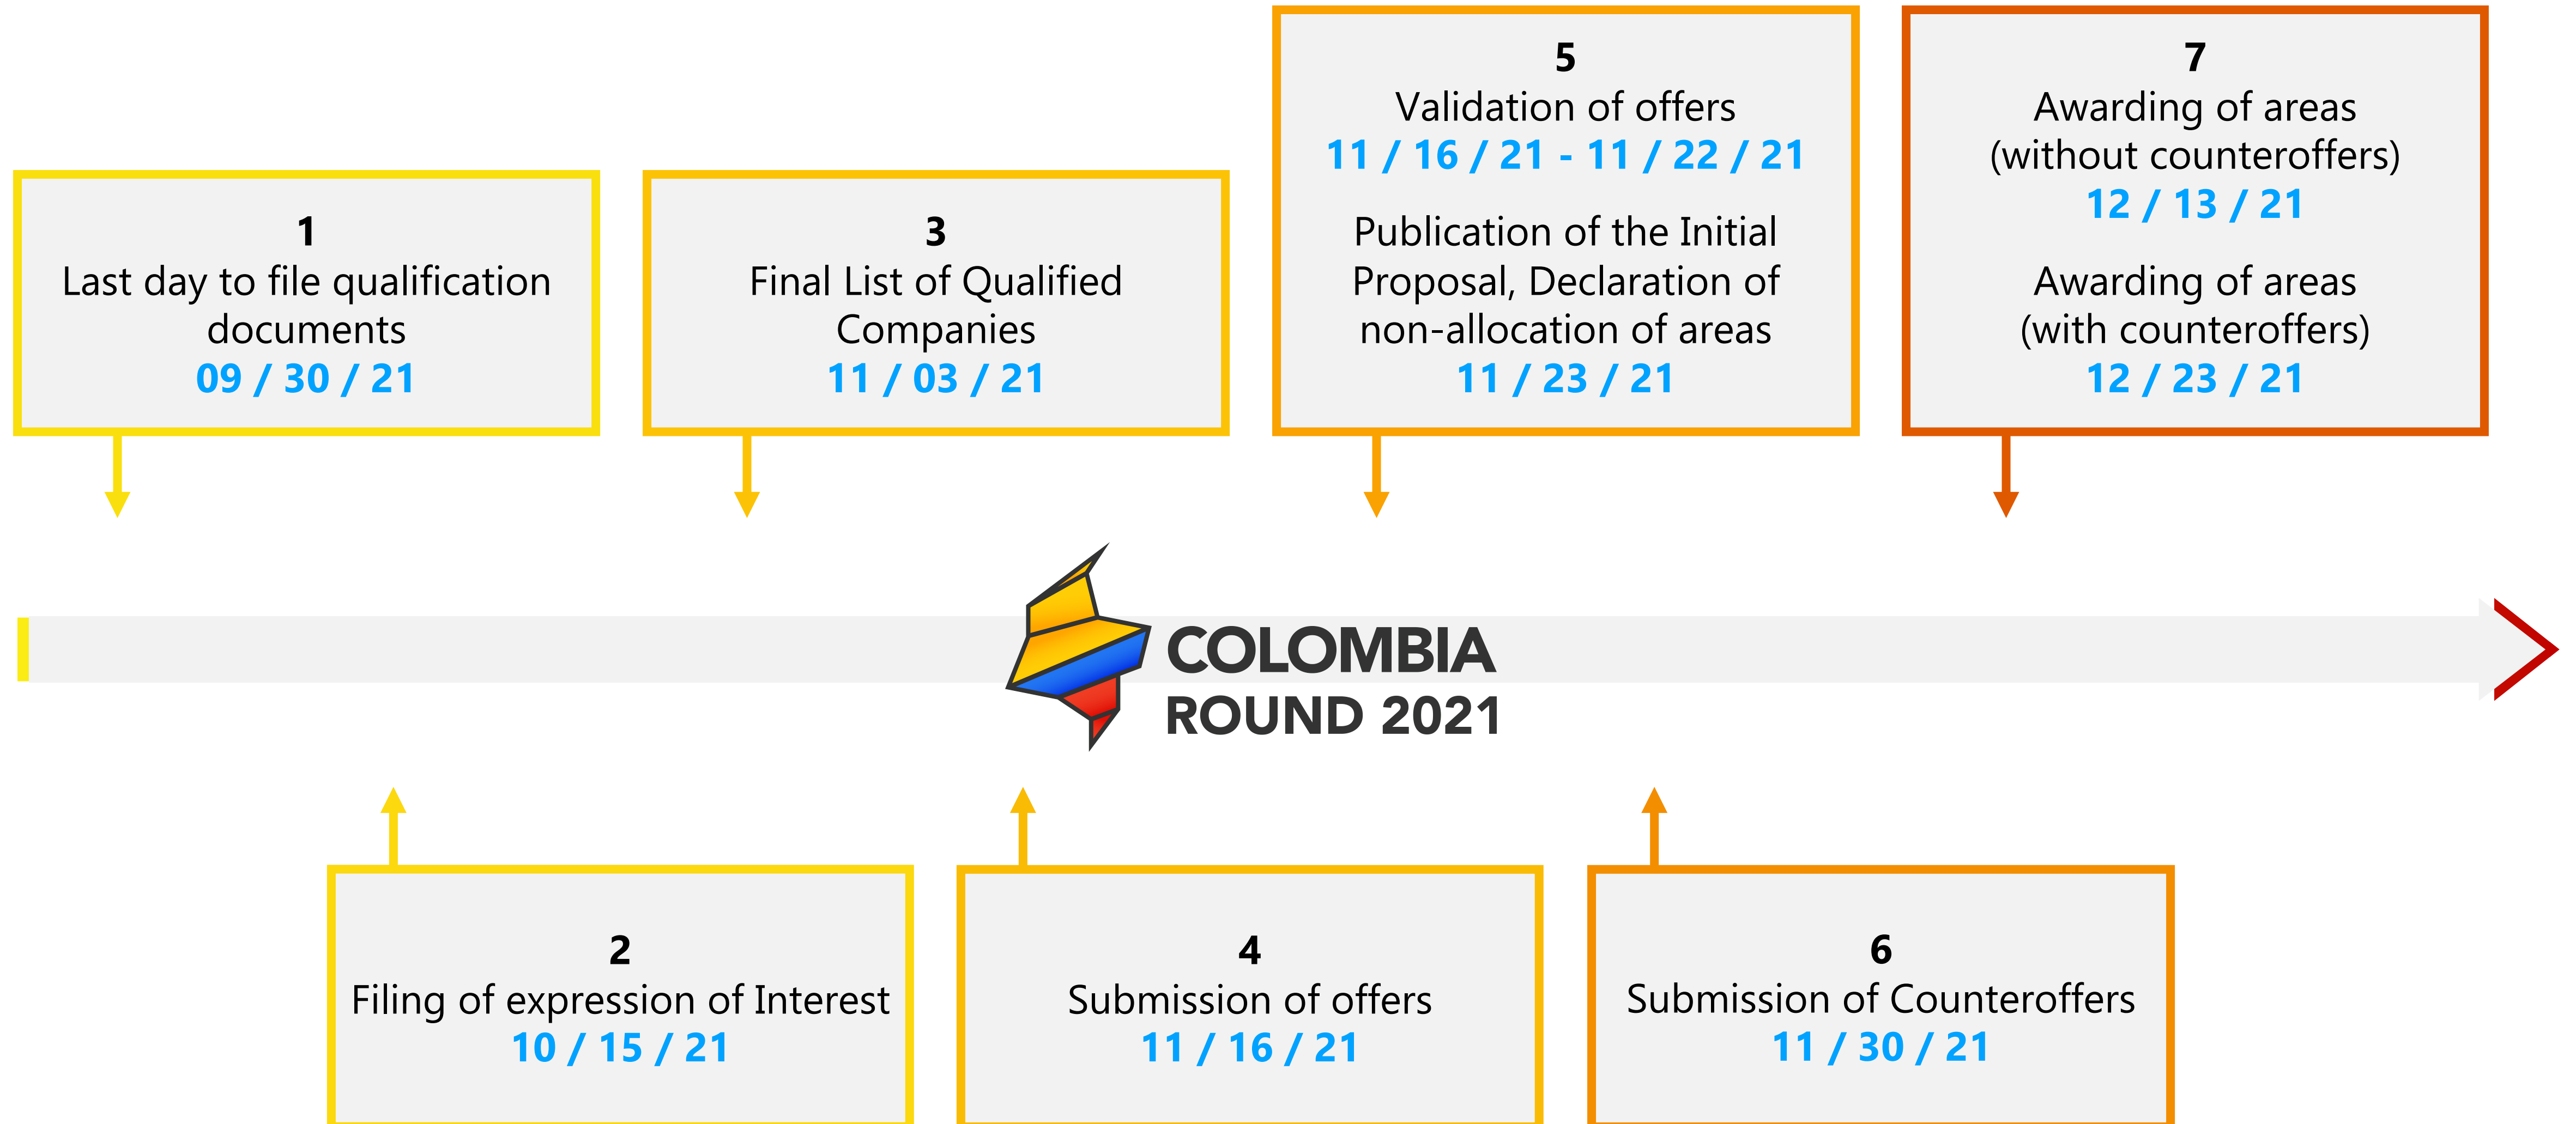 1
Last day to file qualification
documents
09 / 30 / 21
3
Final List of Qualified
Companies
11 / 03 / 21
5
Validation of offers
11 / 16 / 21 - 11 / 22 / 21
Publication of the Initial
Proposal, Declaration of
non-allocation of areas
11 / 23 / 21
7
Awarding of areas
(without counteroffers)
12 / 13 / 21
Awarding of areas
(with counteroffers)
12 / 23 / 21
COLOMBIA
ROUND 2021
2
Filing of expression of Interest
10 / 15 / 21
4
Submission of offers
11 / 16 / 21
6
Submission of Counteroffers
11 / 30 / 21